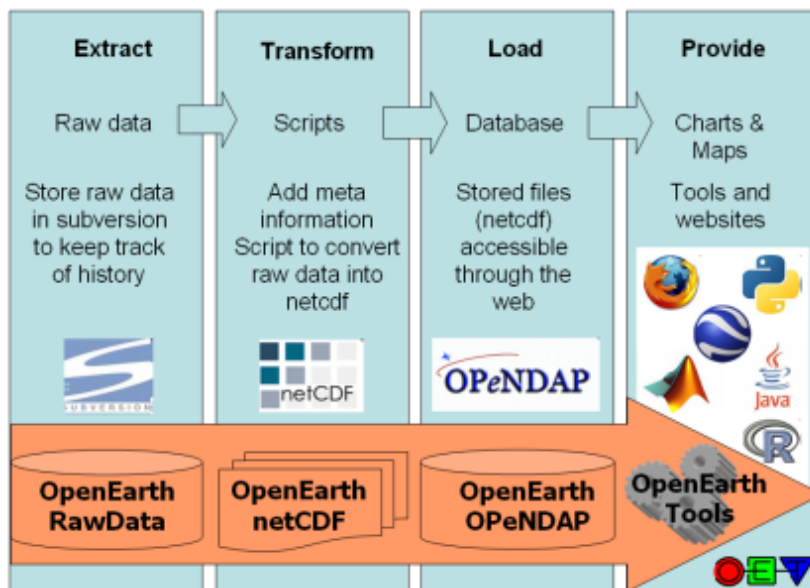 Extract
Raw data
Store raw data
in subversion
to keep track
of history
SUBVERSION
OpenEarth
RawData
Transform
Scripts
Add meta
information
Script to convert
raw data into
netcdf
netCDF
OpenEarth
netCDF
Load
Database
Stored files
(netcdf)
accessible
through the
web
OPeNDAP
OpenEarth
OPeNDAP
Provide
Charts &
Maps
Tools and
websites
Java
R
OpenEarth
Tools
O E T